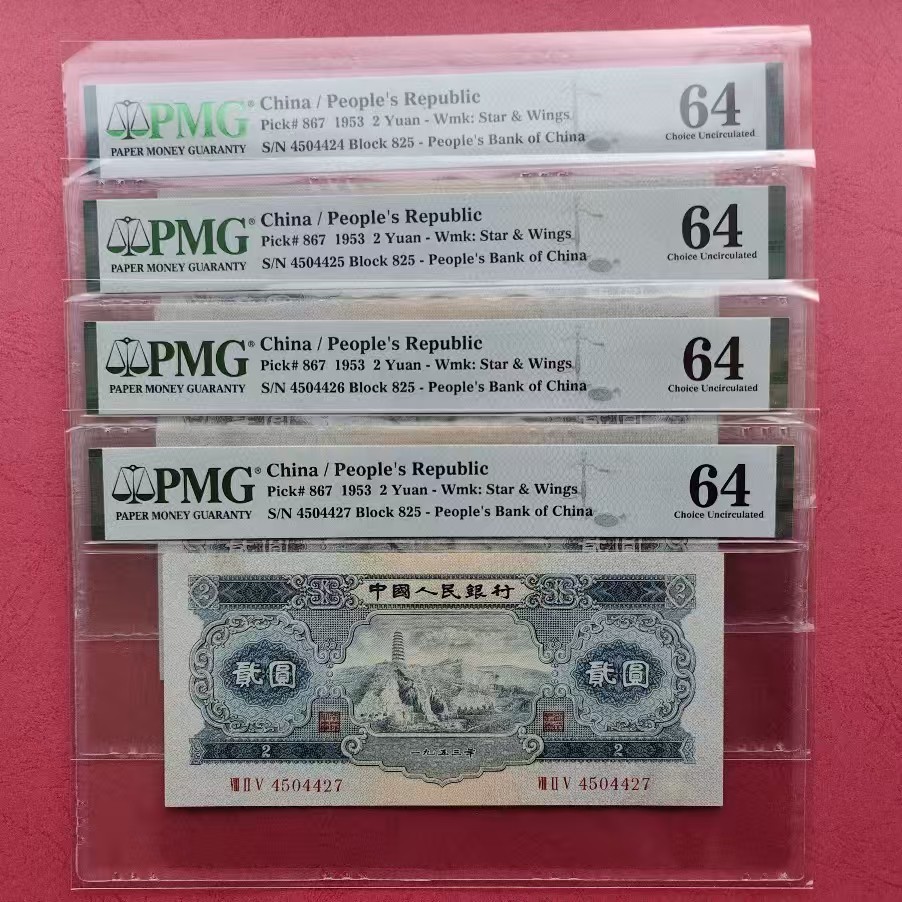 PMG®
PAPER MONEY GUARANTY
China / People's Republic
Pick# 867 1953 2 Yuan - Wmk: Star & Wings
S/N 4504424 Block 825 - People's Bank of China
64
Choice Uncirculated
PMG®
PAPER MONEY GUARANTY
China / People's Republic
Pick# 867 1953 2 Yuan - Wmk: Star & Wings
S/N 4504425 Block 825 - People's Bank of China
64
Choice Uncirculated
PMG®
PAPER MONEY GUARANTY
China / People's Republic
Pick# 867 1953 2 Yuan - Wmk: Star & Wings
S/N 4504426 Block 825 - People's Bank of China
64
Choice Uncirculated
PMG®
PAPER MONEY GUARANTY
China / People's Republic
Pick# 867 1953 2 Yuan - Wmk: Star & Wings
S/N 4504427 Block 825 - People's Bank of China
64
Choice Uncirculated
2 中國人民銀行 2
貳圓 貳圓
2 一九五三年 2
VIII II V 4504427 VIII II V 4504427